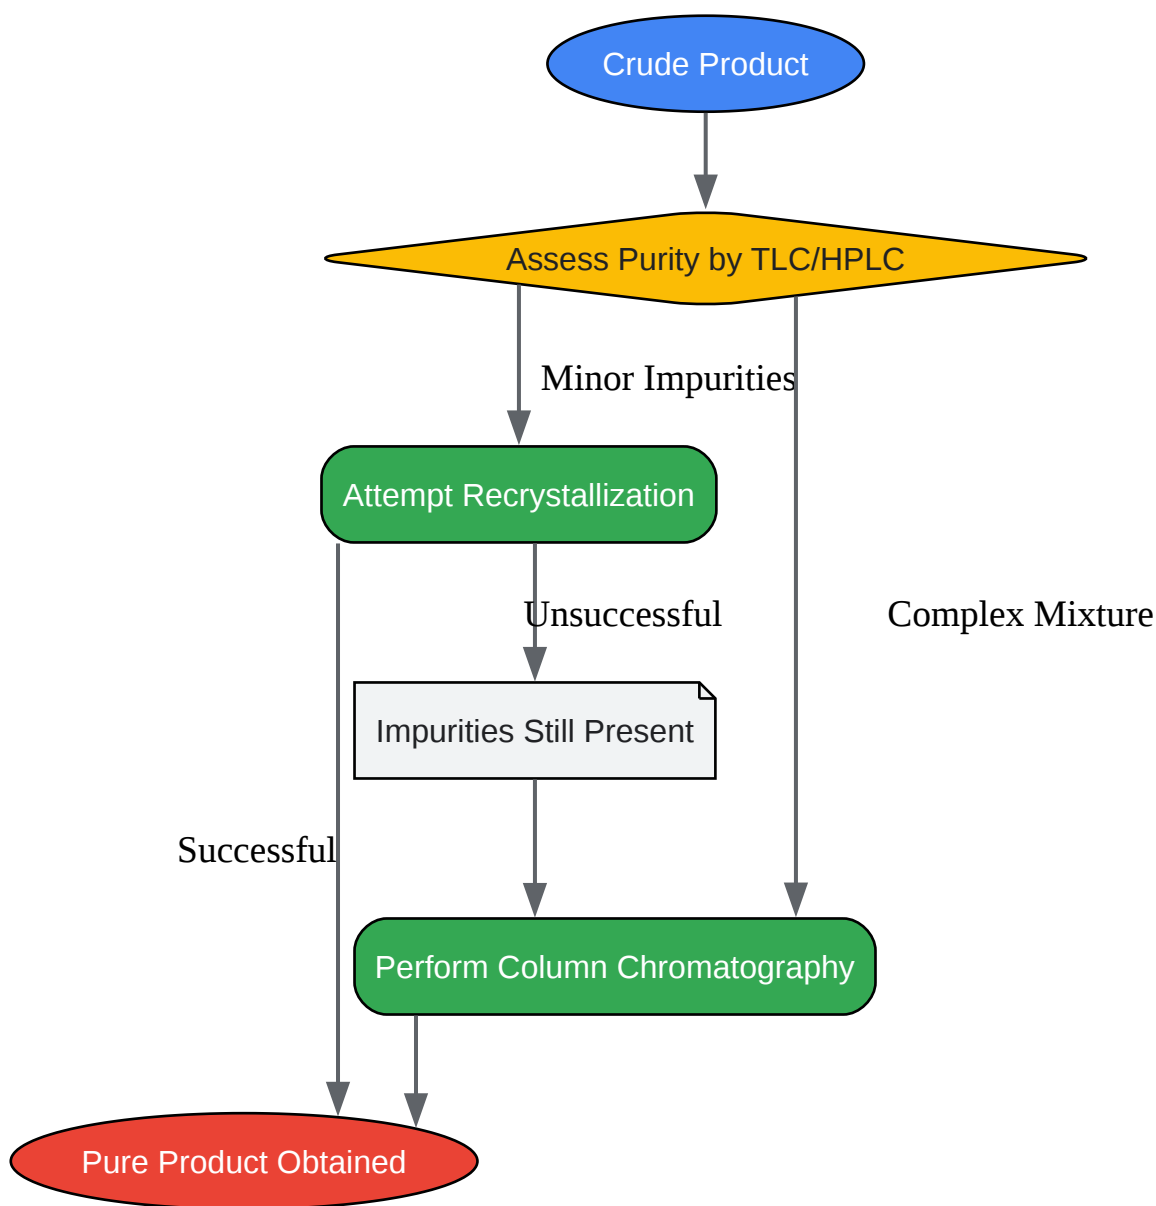 Crude Product
Assess Purity by TLC/HPLC
Minor Impurities
Attempt Recrystallization
Unsuccessful
Complex Mixture
Impurities Still Present
Successful
Perform Column Chromatography
Pure Product Obtained